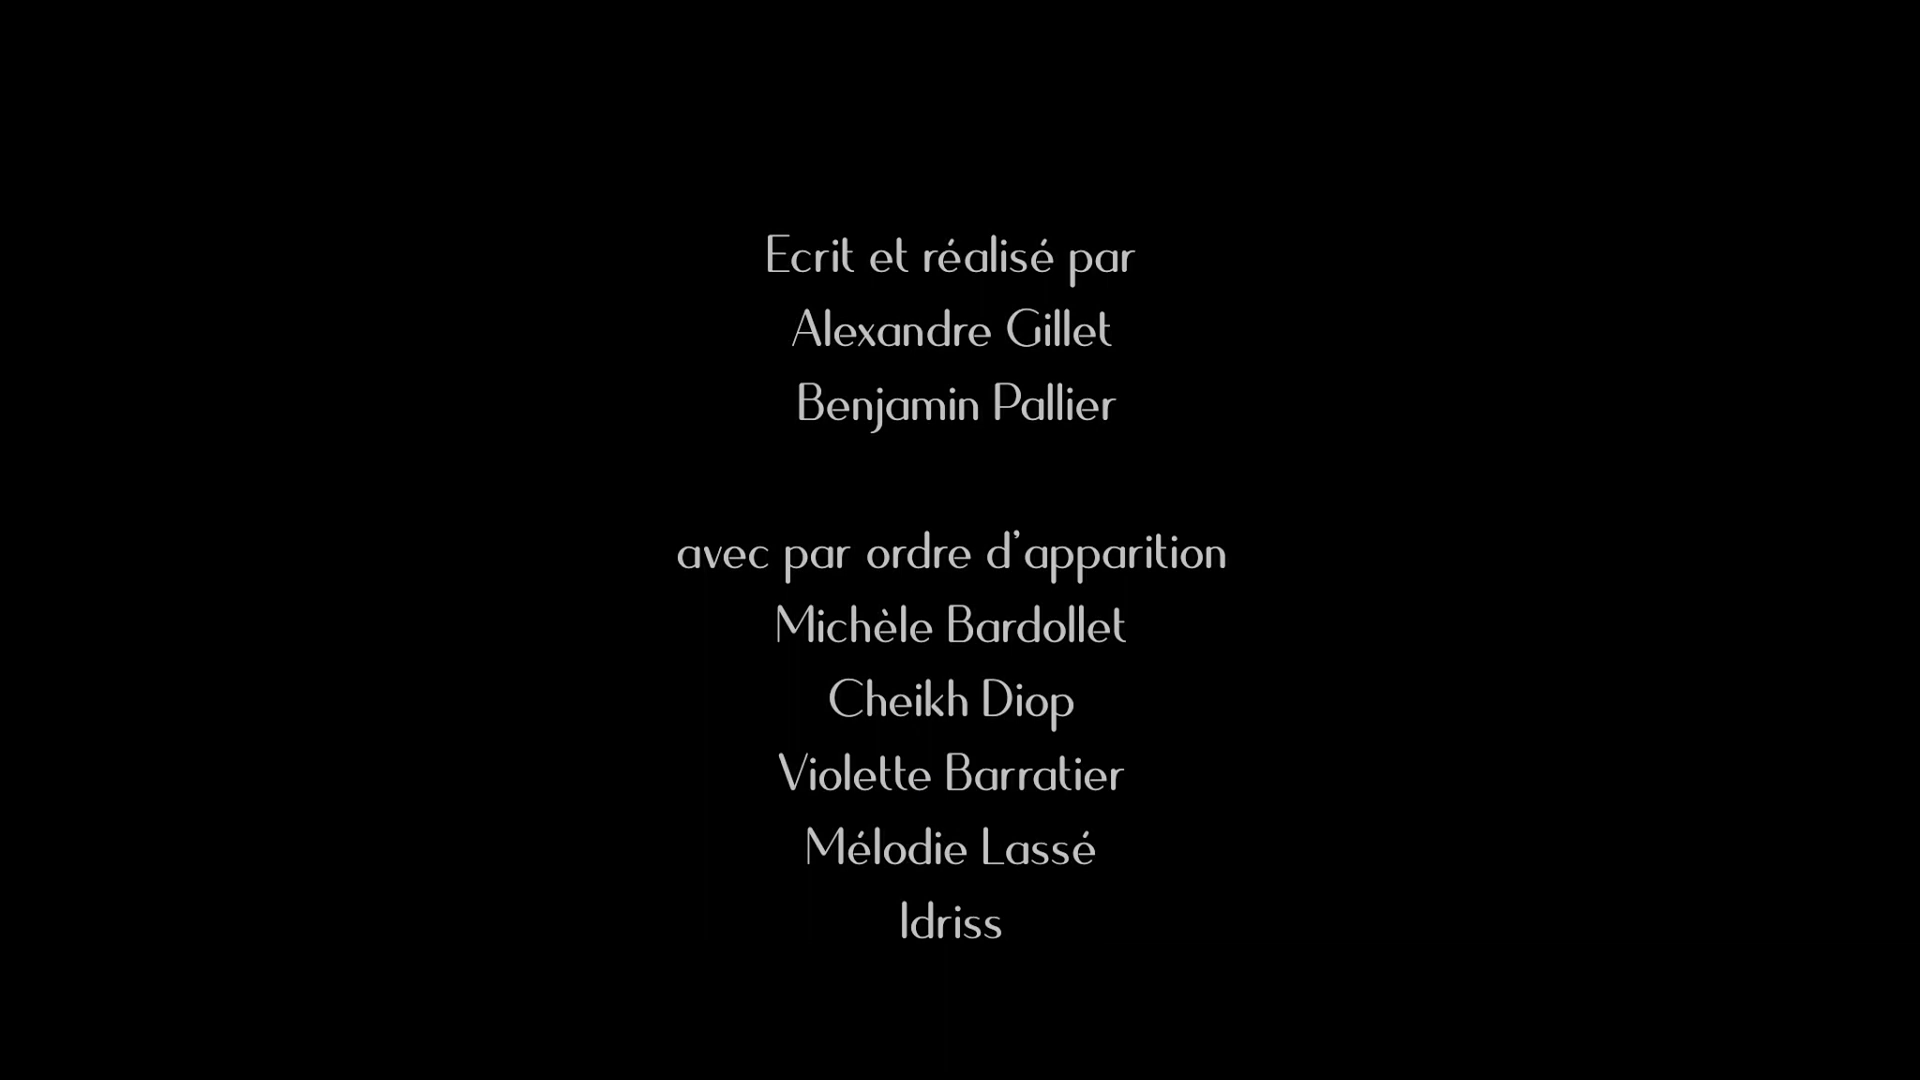 Ecrit et réalisé par
Alexandre Gillet
Benjamin Pallier
avec par ordre d’apparition
Michèle Bardollet
Cheikh Diop
Violette Barratier
Mélodie Lassé
Idriss